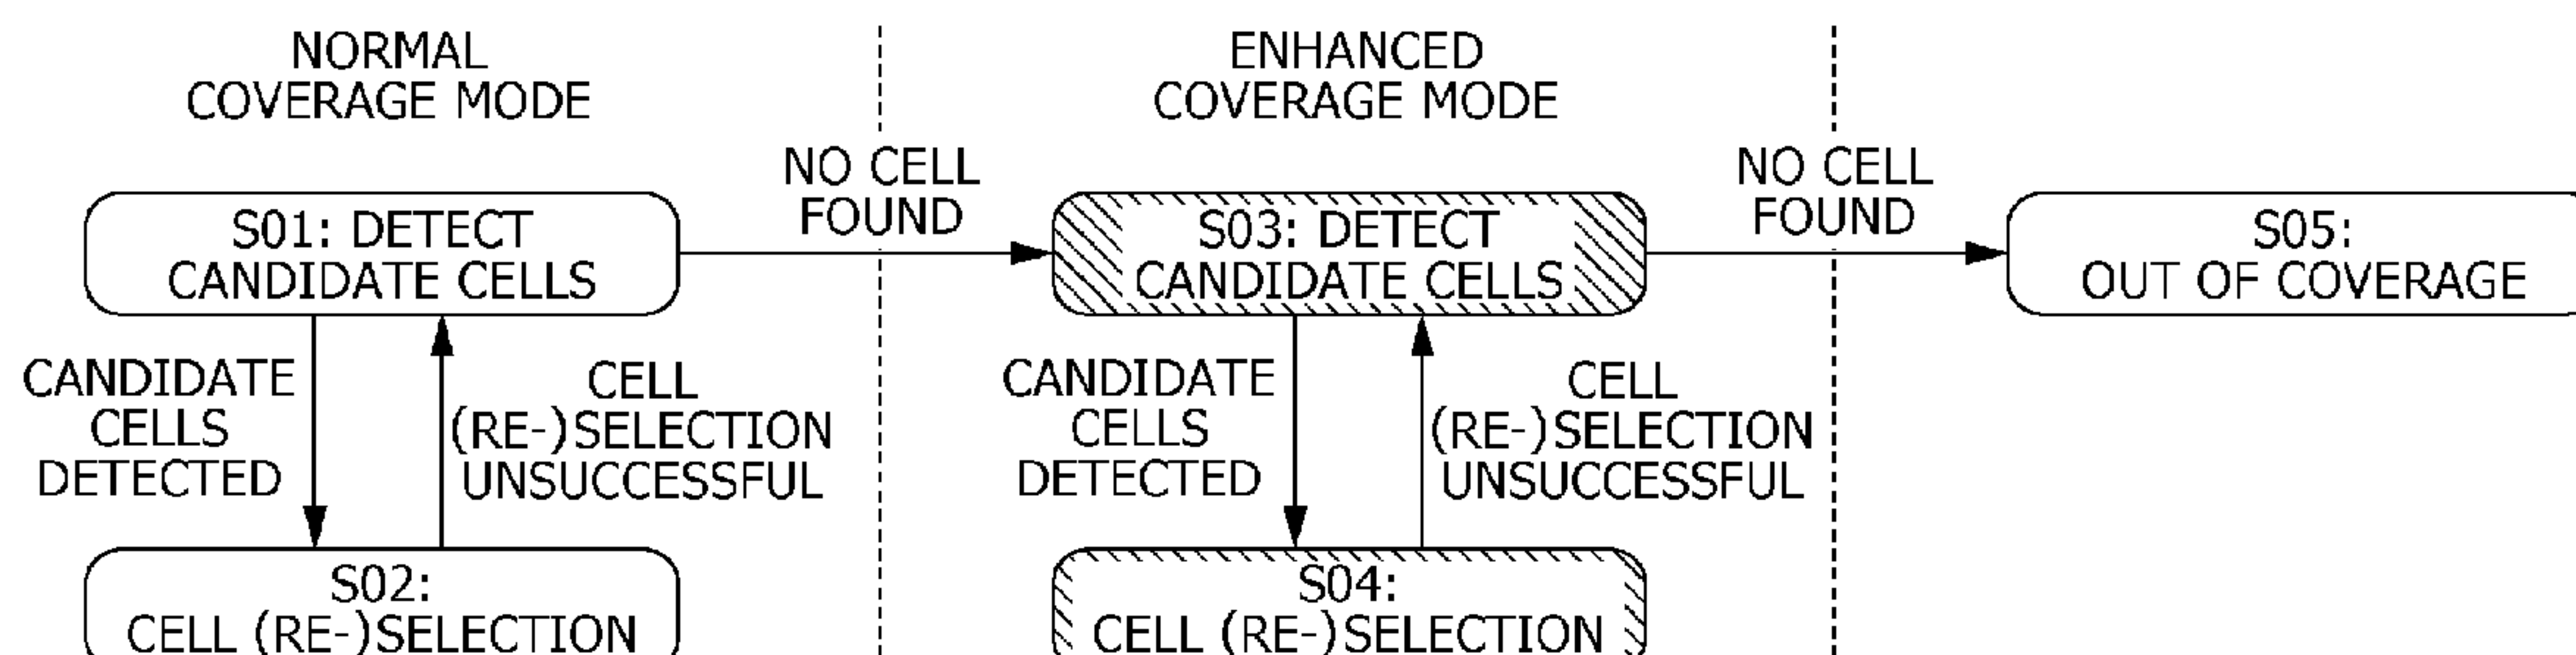 NORMAL
COVERAGE MODE
ENHANCED
COVERAGE MODE
NO CELL
FOUND
NO CELL
FOUND
S01: DETECT
CANDIDATE CELLS
S03: DETECT
CANDIDATE CELLS
S05:
OUT OF COVERAGE
CANDIDATE
CELLS
DETECTED
CELL
(RE-)SELECTION
UNSUCCESSFUL
CANDIDATE
CELLS
DETECTED
CELL
(RE-)SELECTION
UNSUCCESSFUL
S02:
CELL (RE-)SELECTION
S04:
CELL (RE-)SELECTION